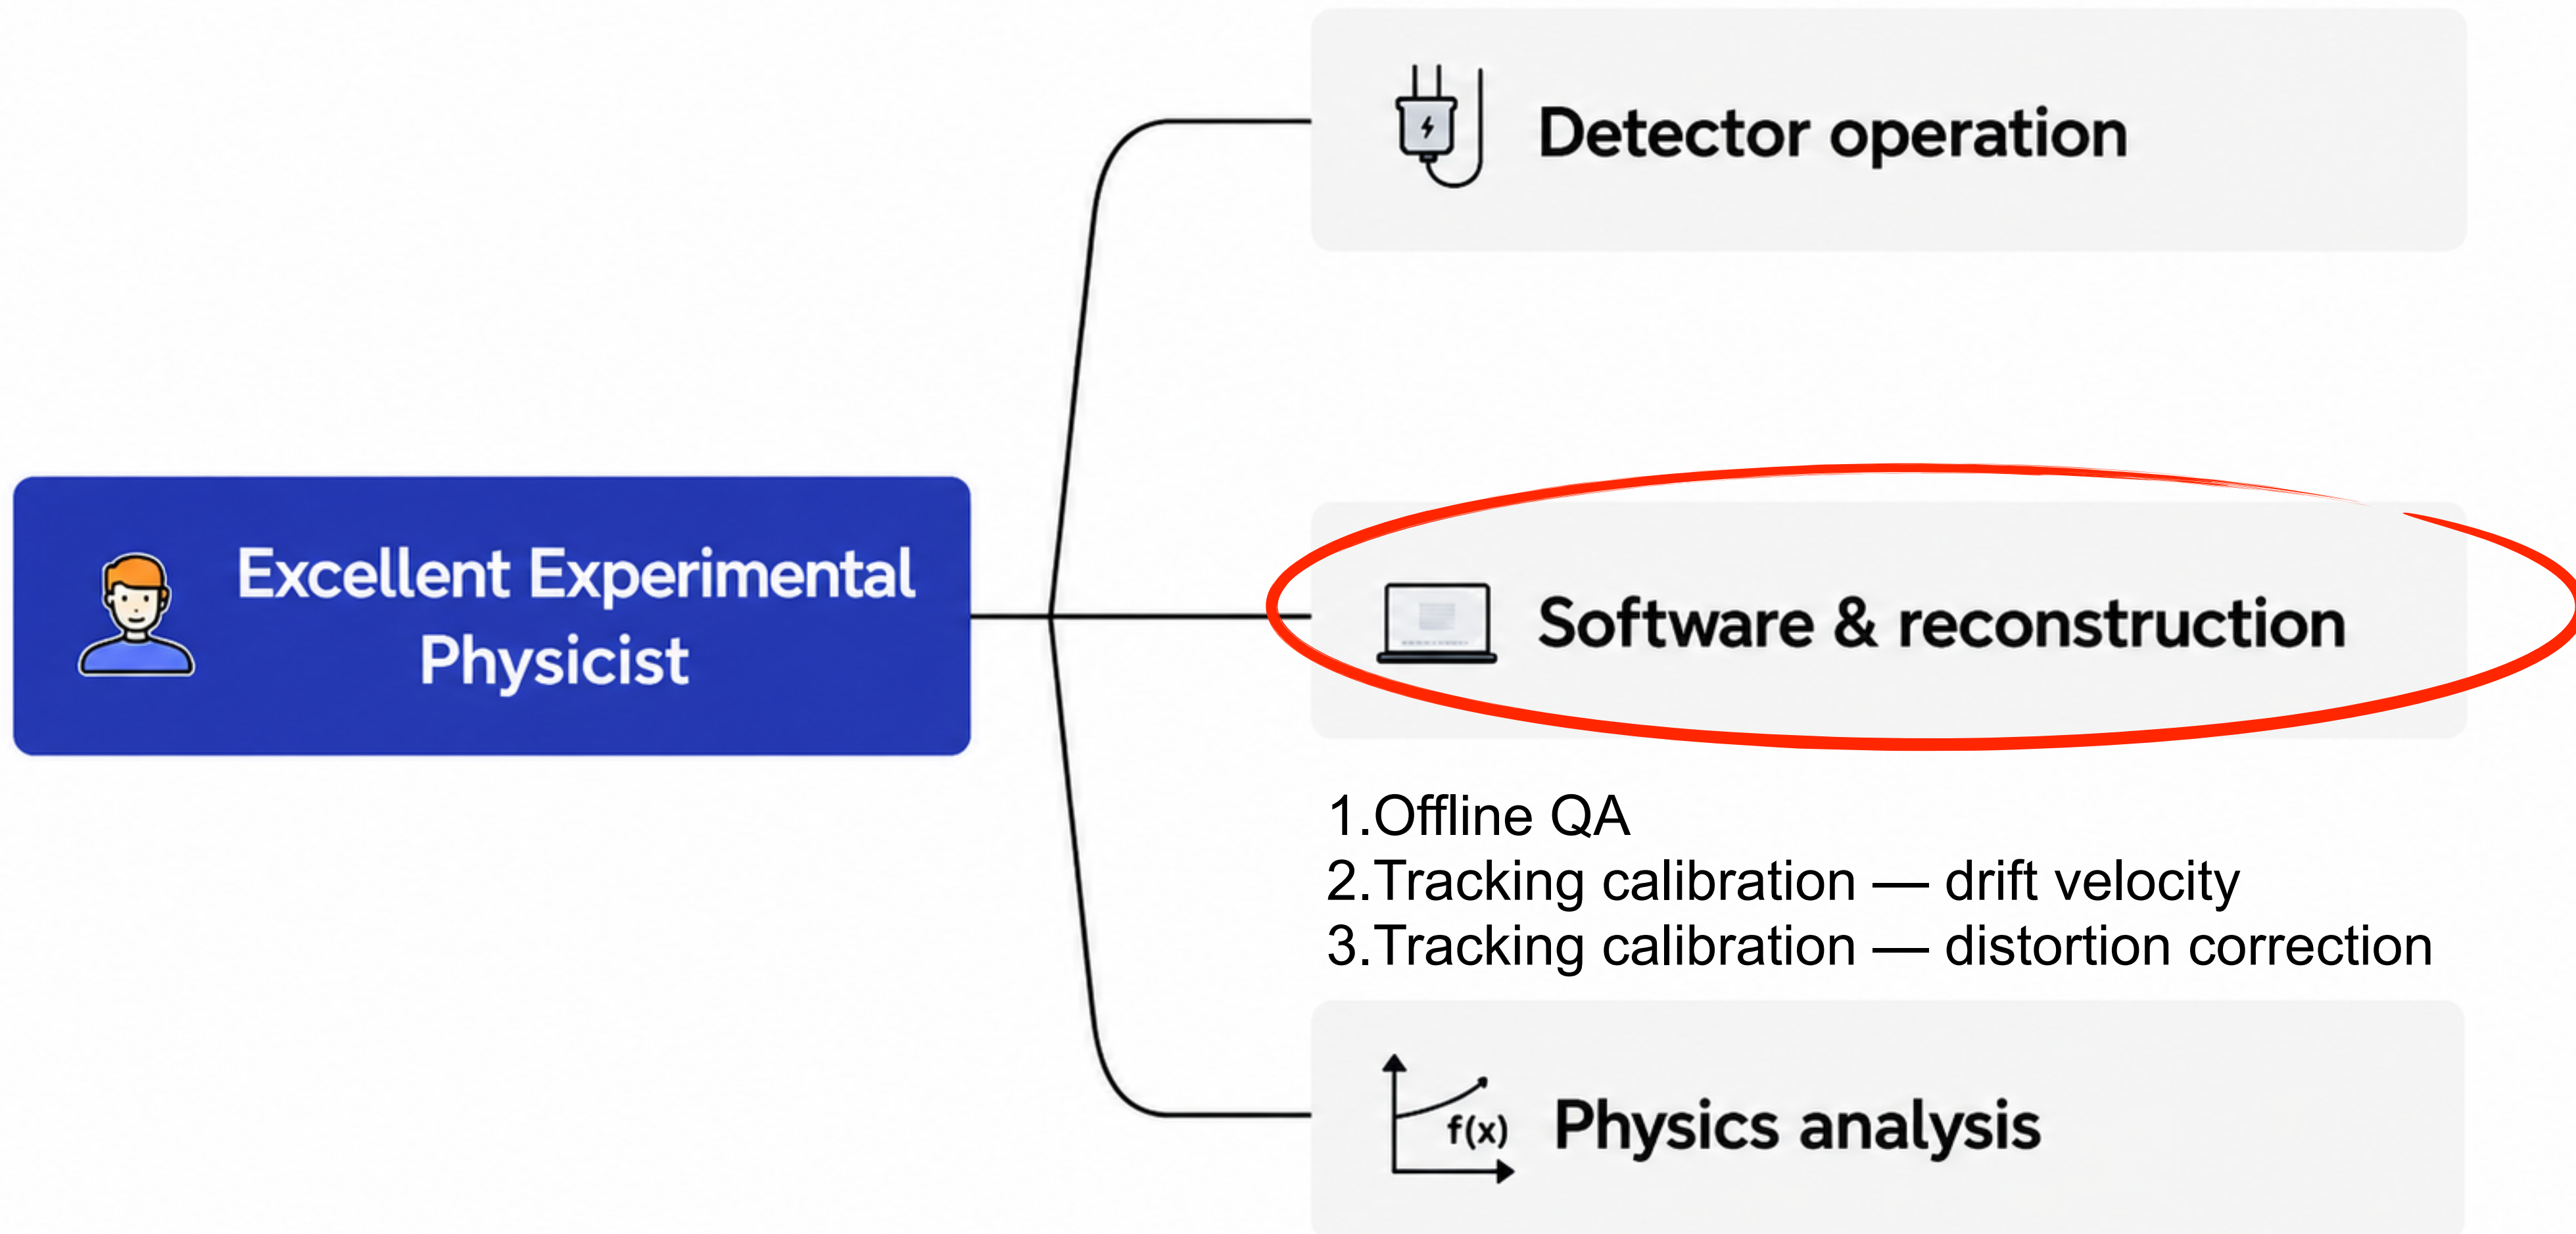 Detector operation
Excellent Experimental
Physicist
Software & reconstruction
1.Offline QA
2.Tracking calibration — drift velocity
3.Tracking calibration — distortion correction
f(x)
Physics analysis